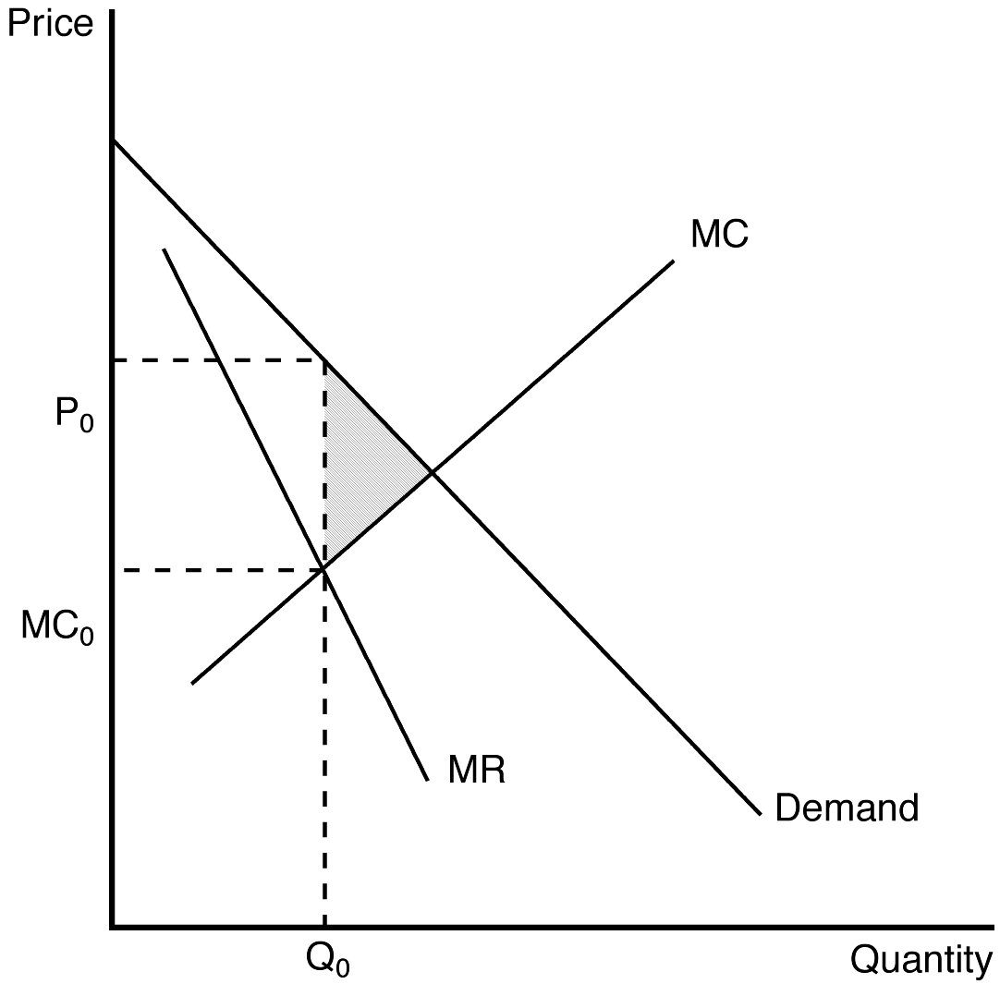 Price
MC
P₀
MC₀
MR
Demand
Q₀
Quantity